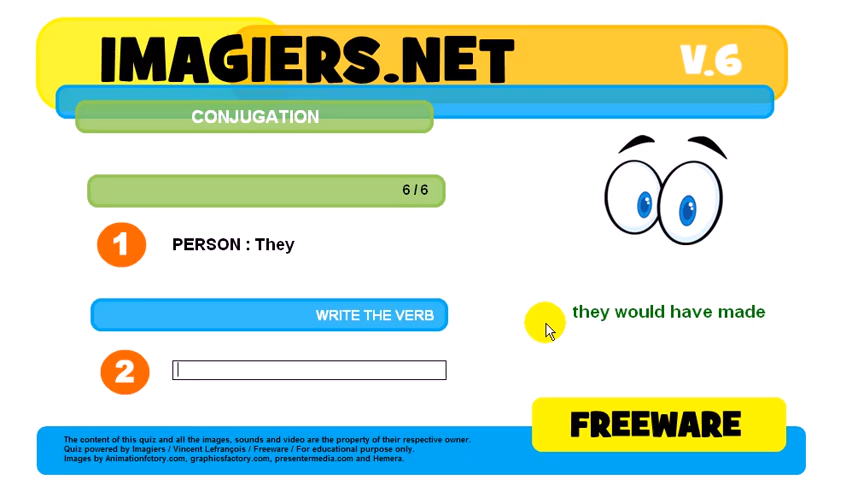 IMAGIERS.NET
V.6
CONJUGATION
6 / 6
1
PERSON : They
WRITE THE VERB
they would have made
2
FREEWARE
The content of this quiz and all the images, sounds and video are the property of their respective owner.
Quiz powered by Imagiers / Vincent Lefrançois / Freeware / For educational purpose only.
Images by Animationfctory.com, graphicsfactory.com, presentermedia.com and Hemera.